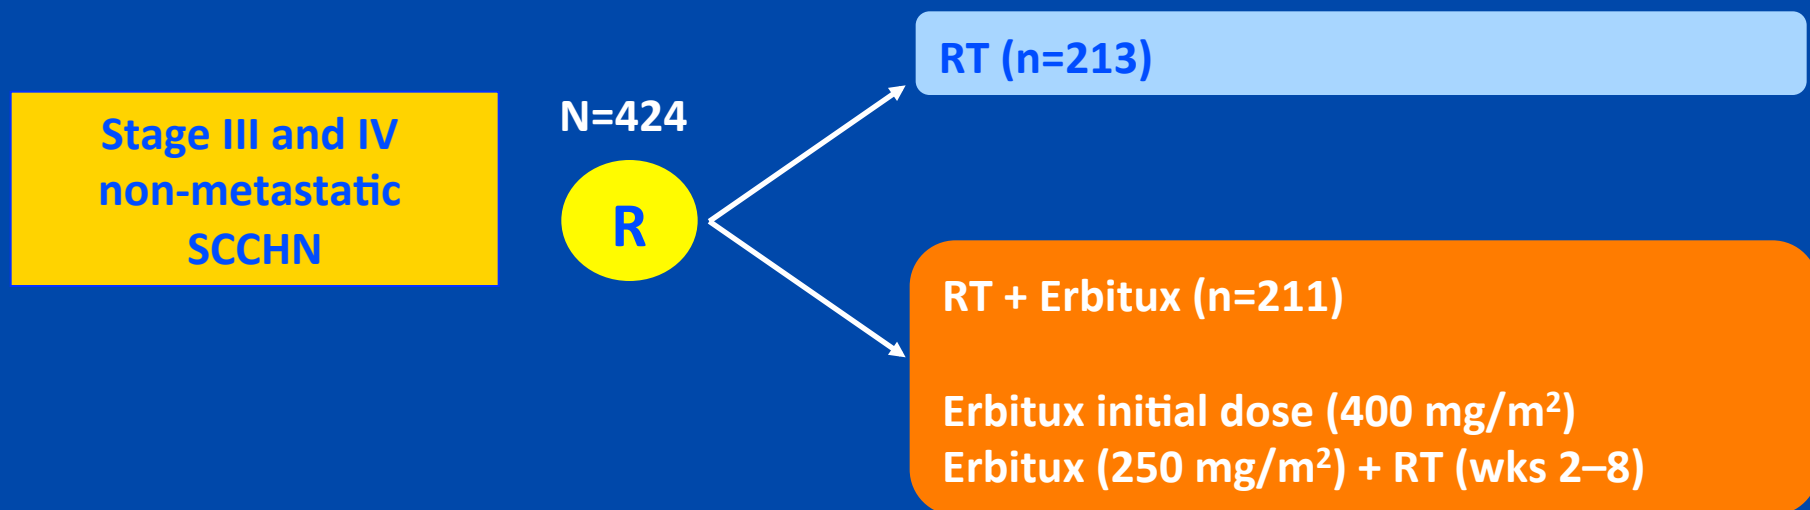 Stage III and IV
non-metastatic
SCCHN
N=424
R
RT (n=213)
RT + Erbitux (n=211)
Erbitux initial dose (400 mg/m²)
Erbitux (250 mg/m²) + RT (wks 2–8)